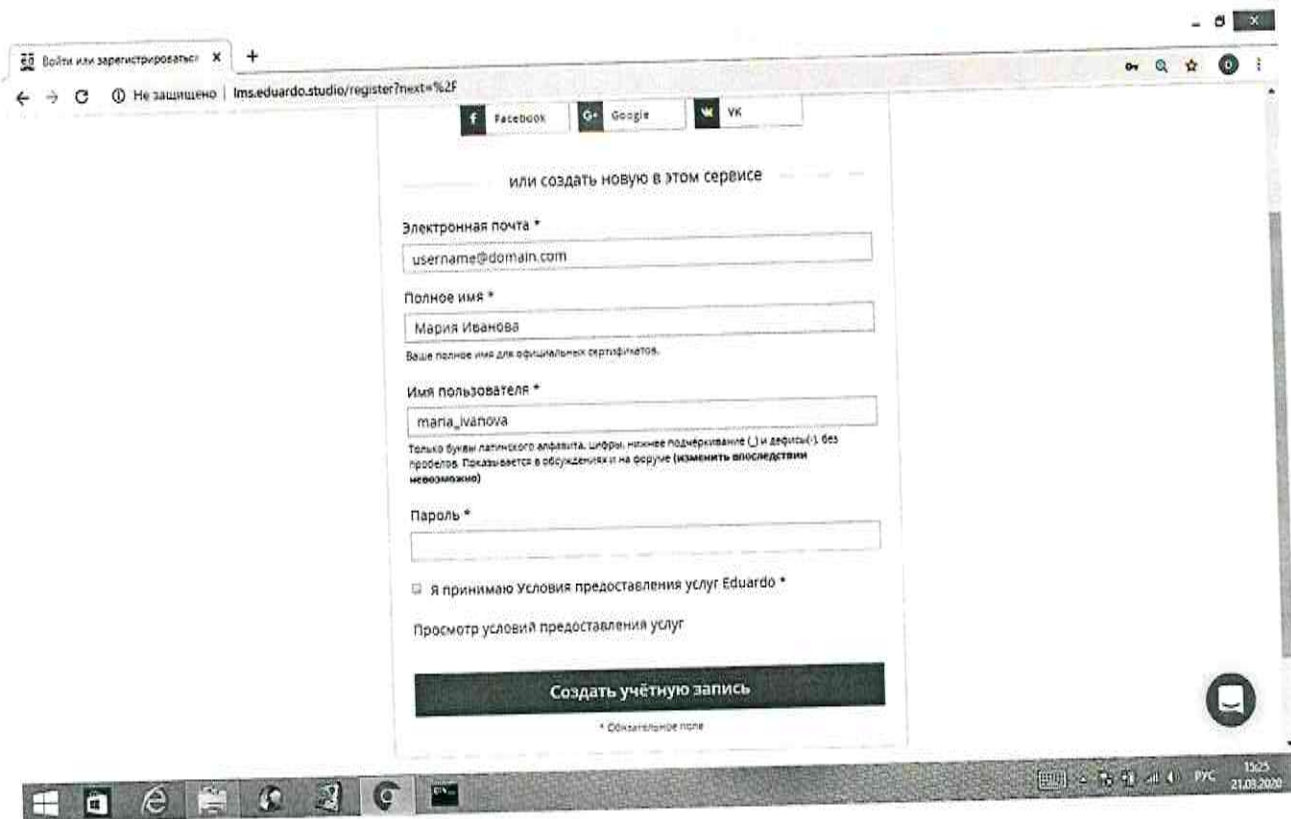 Войти или зарегистрироваться
Не защищено | lms.eduardo.studio/register?next=%2F
Facebook
G+ Google
VK
или создать новую в этом сервисе
Электронная почта *
username@domain.com
Полное имя *
Мария Иванова
Ваше полное имя для официальных сертификатов.
Имя пользователя *
maria_ivanova
Только буквы латинского алфавита, цифры, нижнее подчёркивание (_) и дефисы(-), без
пробелов. Показывается в обсуждениях и на форуме (изменить впоследствии
невозможно)
Пароль *
Я принимаю Условия предоставления услуг Eduardo *
Просмотр условий предоставления услуг
Создать учётную запись
* Обязательное поле
РУС
15:25
21.03.2020